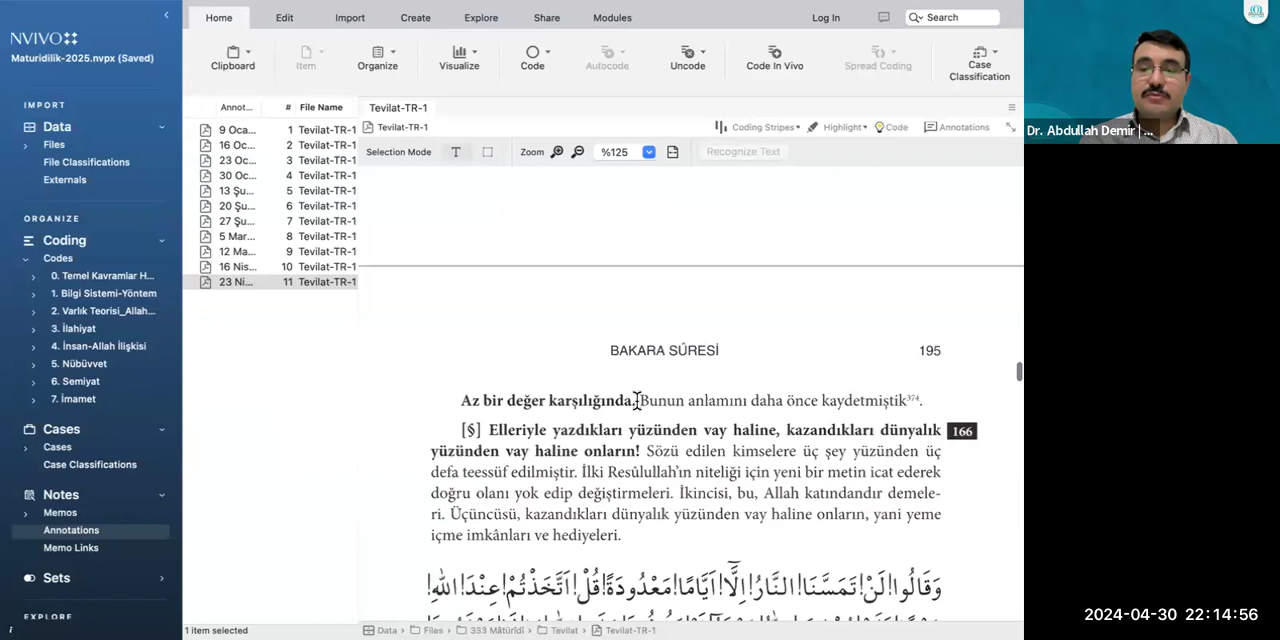 NVIVO
Maturidilik-2025.nvpx (Saved)
IMPORT
Data
Files
File Classifications
Externals
ORGANIZE
Coding
Codes
0. Temel Kavramlar H...
1. Bilgi Sistemi-Yöntem
2. Varlık Teorisi_Allah...
3. İlahiyat
4. İnsan-Allah İlişkisi
5. Nübüvvet
6. Semiyat
7. İmamet
Cases
Cases
Case Classifications
Notes
Memos
Annotations
Memo Links
Sets
EXPLORE
Home Edit Import Create Explore Share Modules Log In Search
Clipboard Item Organize Visualize Code Autocode Uncode Code In Vivo Spread Coding Case Classification
Annot... # File Name
9 Oca... 1 Tevilat-TR-1
16 Oc... 2 Tevilat-TR-1
23 Oc... 3 Tevilat-TR-1
30 Oc... 4 Tevilat-TR-1
13 Şu... 5 Tevilat-TR-1
20 Şu... 6 Tevilat-TR-1
27 Şu... 7 Tevilat-TR-1
5 Mar... 8 Tevilat-TR-1
12 Ma... 9 Tevilat-TR-1
16 Nis... 10 Tevilat-TR-1
23 Ni... 11 Tevilat-TR-1
1 item selected
Tevilat-TR-1
Tevilat-TR-1 Coding Stripes Highlight Code Annotations
Selection Mode T Zoom %125 Recognize Text
BAKARA SÛRESİ 195
Az bir değer karşılığında. Bunun anlamını daha önce kaydetmiştik³⁷⁴.
[§] Elleriyle yazdıkları yüzünden vay haline, kazandıkları dünyalık 166
yüzünden vay haline onların! Sözü edilen kimselere üç şey yüzünden üç
defa teessüf edilmiştir. İlki Resûlullah'ın niteliği için yeni bir metin icat ederek
doğru olanı yok edip değiştirmeleri. İkincisi, bu, Allah katındandır demele-
ri. Üçüncüsü, kazandıkları dünyalık yüzünden vay haline onların, yani yeme
içme imkânları ve hediyeleri.
وَقَالُوا لَنْ تَمَسَّنَا النَّارُ اِلَّٓا اَيَّامًا مَعْدُودَةً قُلْ اَتَّخَذْتُمْ عِنْدَ اللّٰهِ
Data Files 333 Mâtürîdî Tevilat Tevilat-TR-1
Dr. Abdullah Demir | ...
2024-04-30 22:14:56